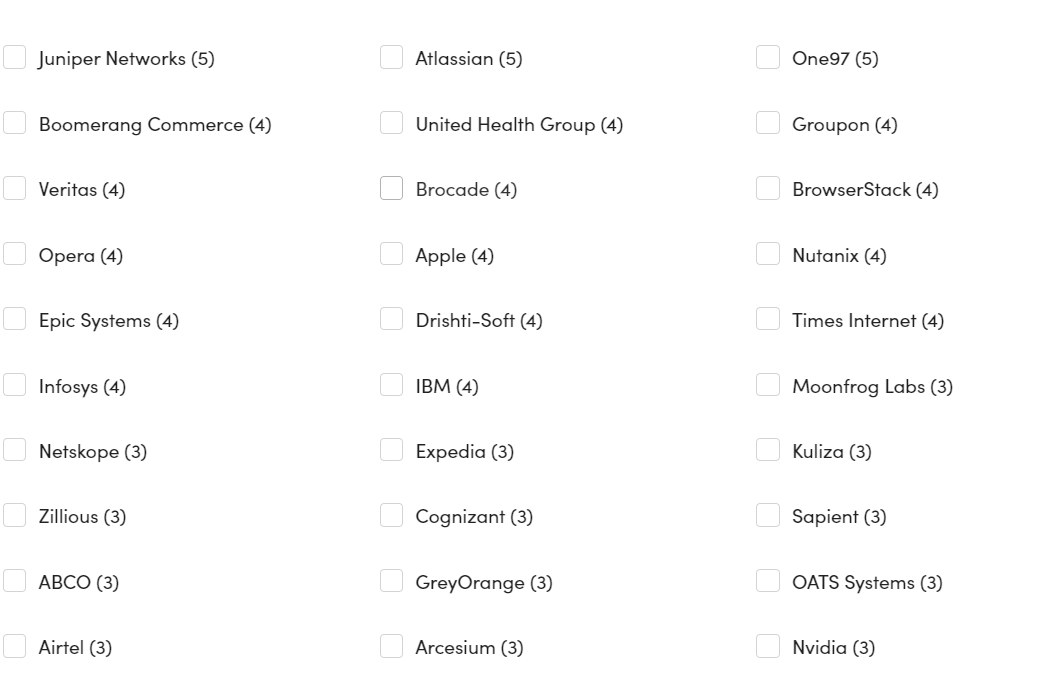 Juniper Networks (5)
Atlassian (5)
One97 (5)
Boomerang Commerce (4)
United Health Group (4)
Groupon (4)
Veritas (4)
Brocade (4)
BrowserStack (4)
Opera (4)
Apple (4)
Nutanix (4)
Epic Systems (4)
Drishti-Soft (4)
Times Internet (4)
Infosys (4)
IBM (4)
Moonfrog Labs (3)
Netskope (3)
Expedia (3)
Kuliza (3)
Zillious (3)
Cognizant (3)
Sapient (3)
ABCO (3)
GreyOrange (3)
OATS Systems (3)
Airtel (3)
Arcesium (3)
Nvidia (3)